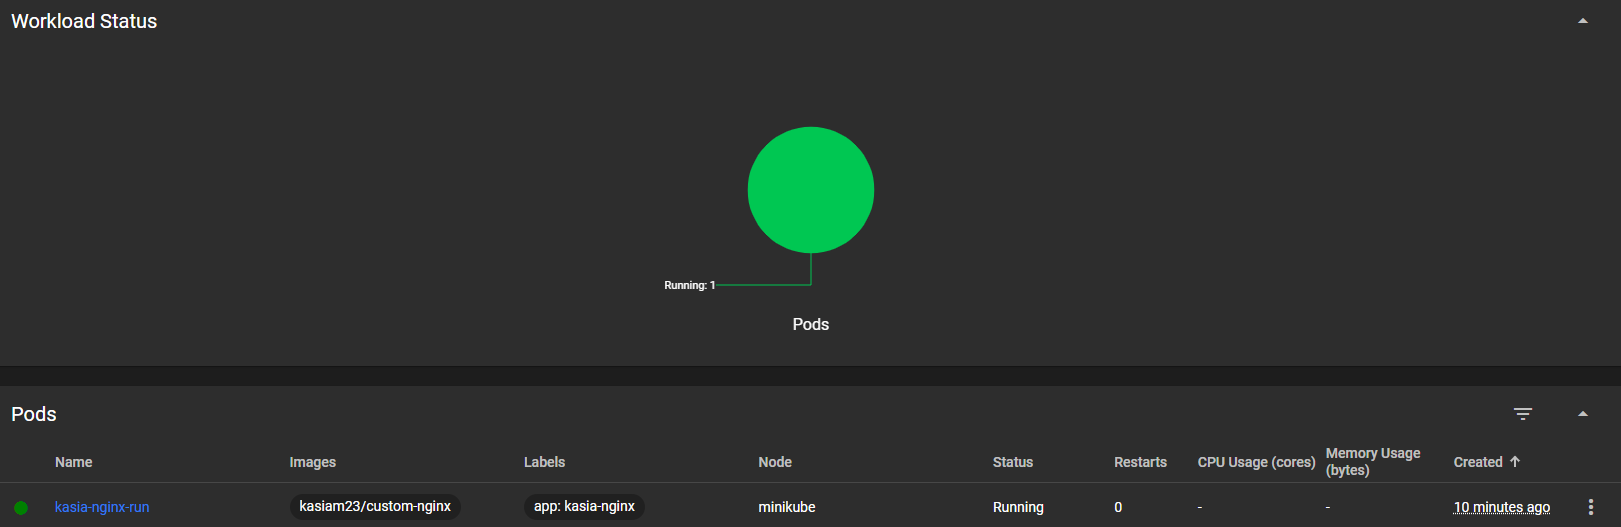 Workload Status
Running: 1
Pods
Pods
Name Images Labels Node Status Restarts CPU Usage (cores) Memory Usage (bytes) Created
kasia-nginx-run kasiam23/custom-nginx app: kasia-nginx minikube Running 0 - - 10 minutes ago